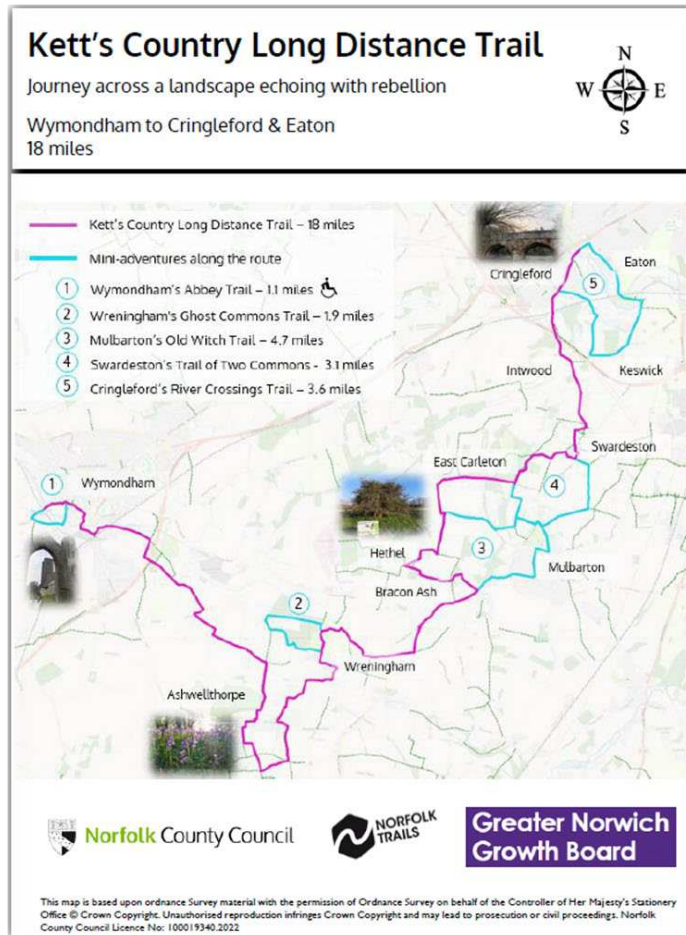 Kett's Country Long Distance Trail
Journey across a landscape echoing with rebellion
Wymondham to Cringleford & Eaton
18 miles
N
W E
S
Kett's Country Long Distance Trail – 18 miles
Mini-adventures along the route
1 Wymondham's Abbey Trail – 1.1 miles
2 Wreningham's Ghost Commons Trail – 1.9 miles
3 Mulbarton's Old Witch Trail – 4.7 miles
4 Swardeston's Trail of Two Commons - 3.1 miles
5 Cringleford's River Crossings Trail – 3.6 miles
Cringleford
Eaton
5
Intwood
Keswick
Swardeston
East Carleton
4
1
Wymondham
Hethel
3
Mulbarton
Bracon Ash
2
Wreningham
Ashwellthorpe
Norfolk County Council
NORFOLK
TRAILS
Greater Norwich
Growth Board
This map is based upon ordnance Survey material with the permission of Ordnance Survey on behalf of the Controller of Her Majesty's Stationery
Office © Crown Copyright. Unauthorised reproduction infringes Crown Copyright and may lead to prosecution or civil proceedings. Norfolk
County Council Licence No: 100019340.2022